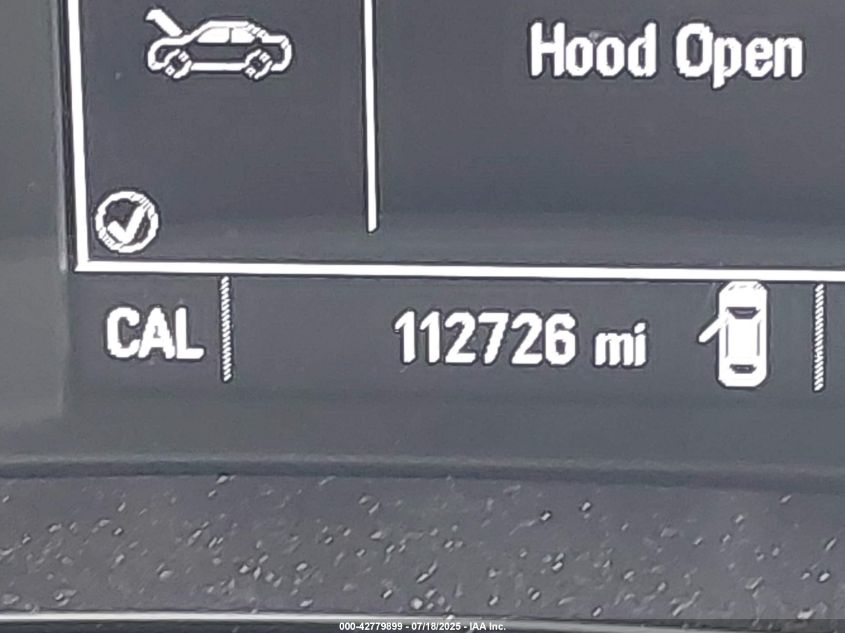 Hood Open
CAL 112726 mi
000-42779899 - 07/18/2025 - IAA Inc.